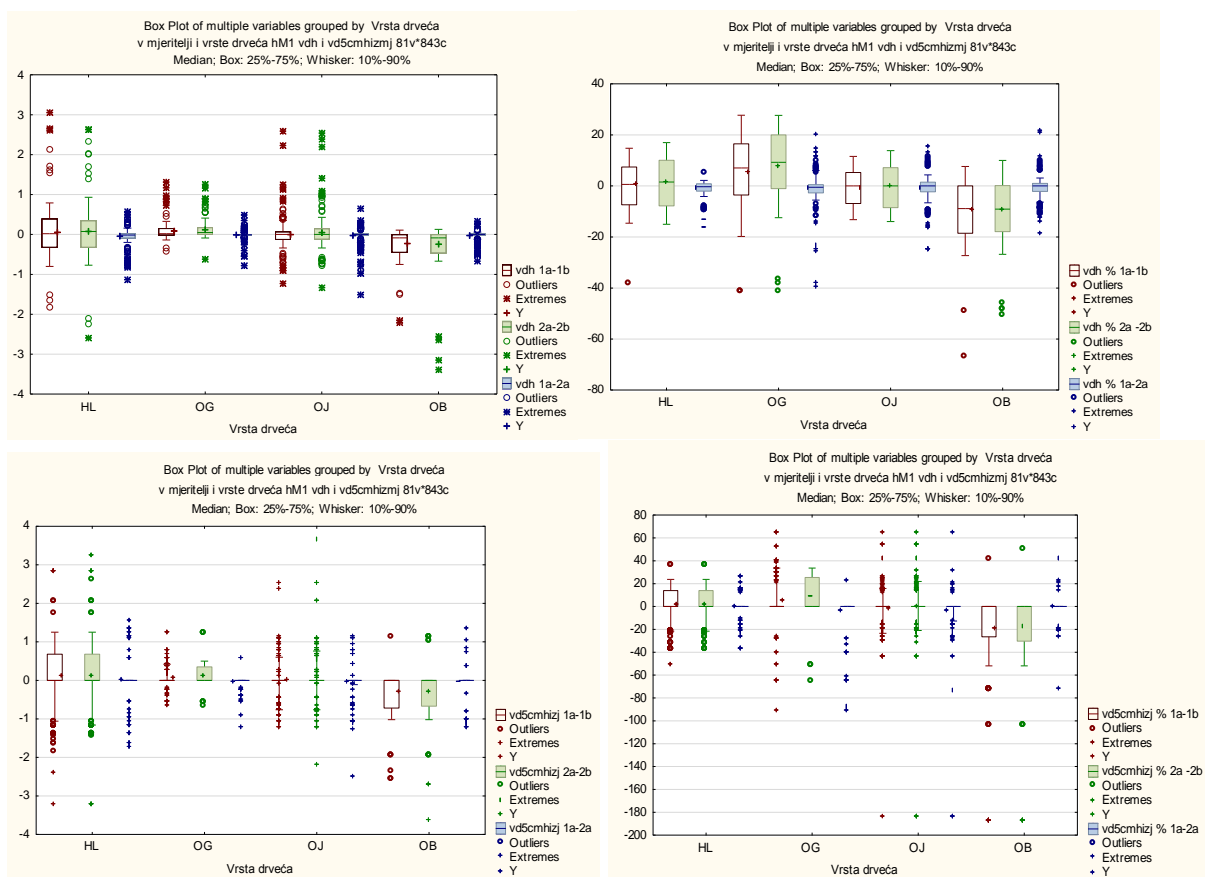 Box Plot of multiple variables grouped by Vrsta drveća
v mjeritelji i vrste drveća hM1 vdh i vd5cmhizmj 81v*843c
Median; Box: 25%-75%; Whisker: 10%-90%
4
3
2
1
0
-1
-2
-3
-4
HL OG OJ OB
Vrsta drveća
vdh 1a-1b
Outliers
Extremes
Y
vdh 2a-2b
Outliers
Extremes
Y
vdh 1a-2a
Outliers
Extremes
Y
Box Plot of multiple variables grouped by Vrsta drveća
v mjeritelji i vrste drveća hM1 vdh i vd5cmhizmj 81v*843c
Median; Box: 25%-75%; Whisker: 10%-90%
40
20
0
-20
-40
-60
-80
HL OG OJ OB
Vrsta drveća
vdh % 1a-1b
Outliers
Extremes
Y
vdh % 2a -2b
Outliers
Extremes
Y
vdh % 1a-2a
Outliers
Extremes
Y
Box Plot of multiple variables grouped by Vrsta drveća
v mjeritelji i vrste drveća hM1 vdh i vd5cmhizmj 81v*843c
Median; Box: 25%-75%; Whisker: 10%-90%
4
3
2
1
0
-1
-2
-3
-4
HL OG OJ OB
Vrsta drveća
vd5cmhizj 1a-1b
Outliers
Extremes
Y
vd5cmhizj 2a-2b
Outliers
Extremes
Y
vd5cmhizj 1a-2a
Outliers
Extremes
Y
Box Plot of multiple variables grouped by Vrsta drveća
v mjeritelji i vrste drveća hM1 vdh i vd5cmhizmj 81v*843c
Median; Box: 25%-75%; Whisker: 10%-90%
80
60
40
20
0
-20
-40
-60
-80
-100
-120
-140
-160
-180
-200
HL OG OJ OB
Vrsta drveća
vd5cmhizj % 1a-1b
Outliers
Extremes
Y
vd5cmhizj % 2a -2b
Outliers
Extremes
Y
vd5cmhizj % 1a-2a
Outliers
Extremes
Y